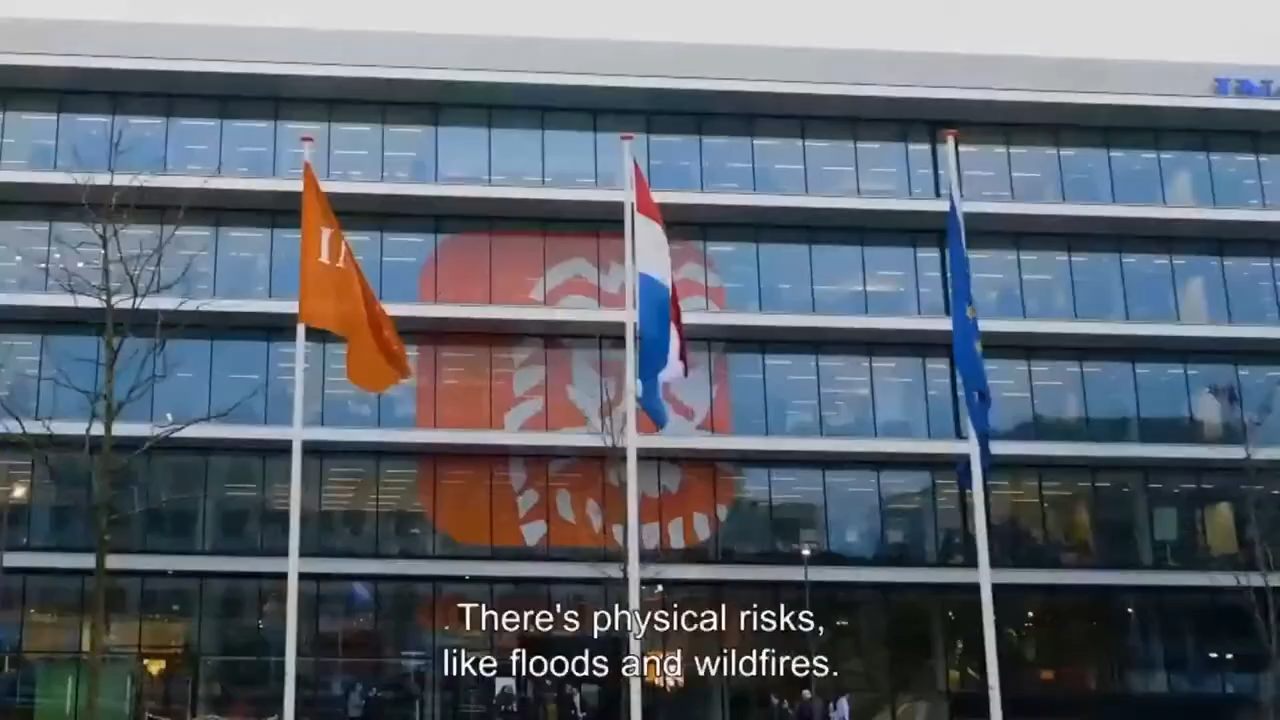 There's physical risks,
like floods and wildfires.